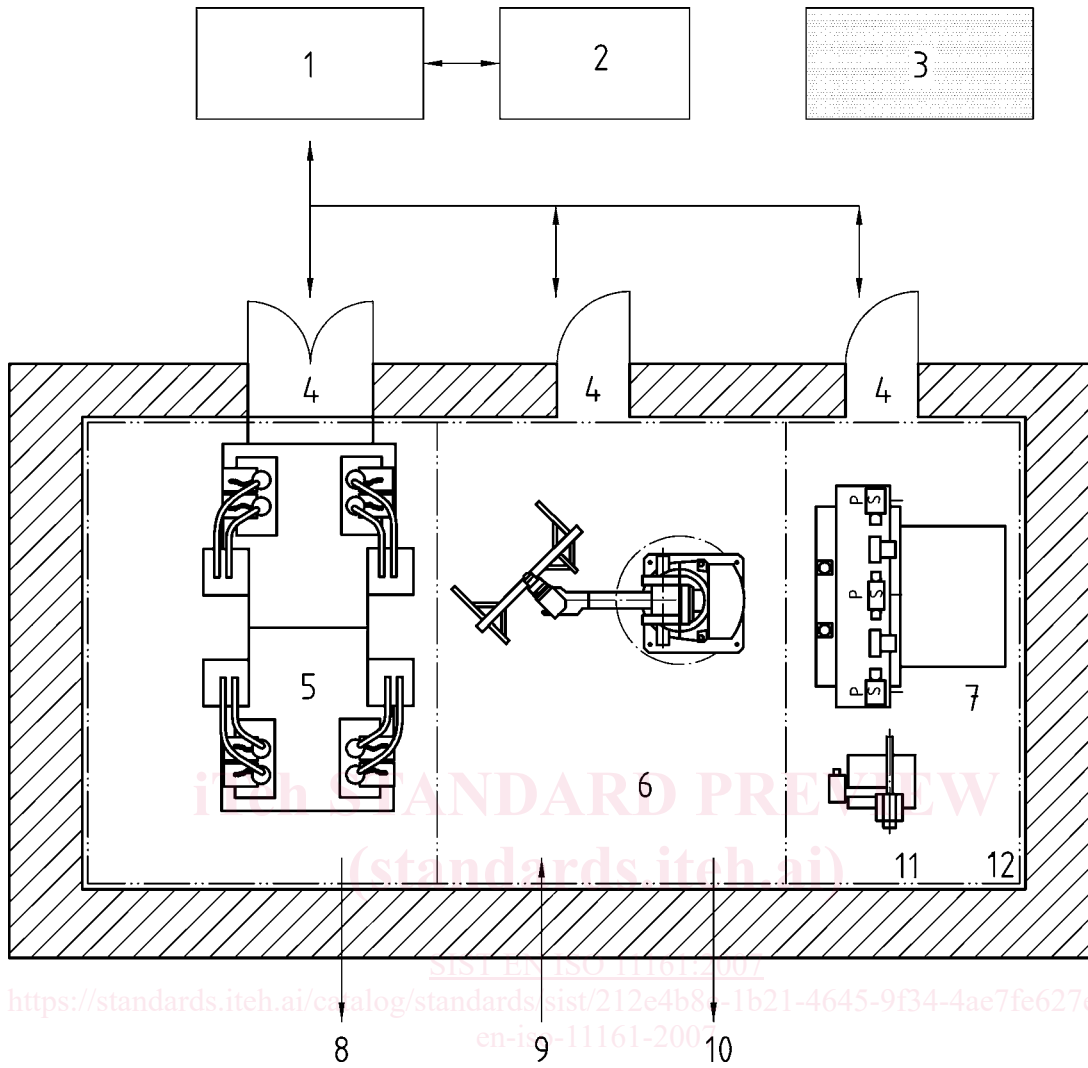 1 2 3
4 4 4
P S
P S
5 P S 7
6
iTeh STANDARD PREVIEW
11 12
(standards.iteh.ai)
SIST EN ISO 11161:2007
https://standards.iteh.ai/catalog/standards/sist/212e4b8
-1b21-4645-9f34-4ae7fe627
en-iso-11161-2007
8 9 10